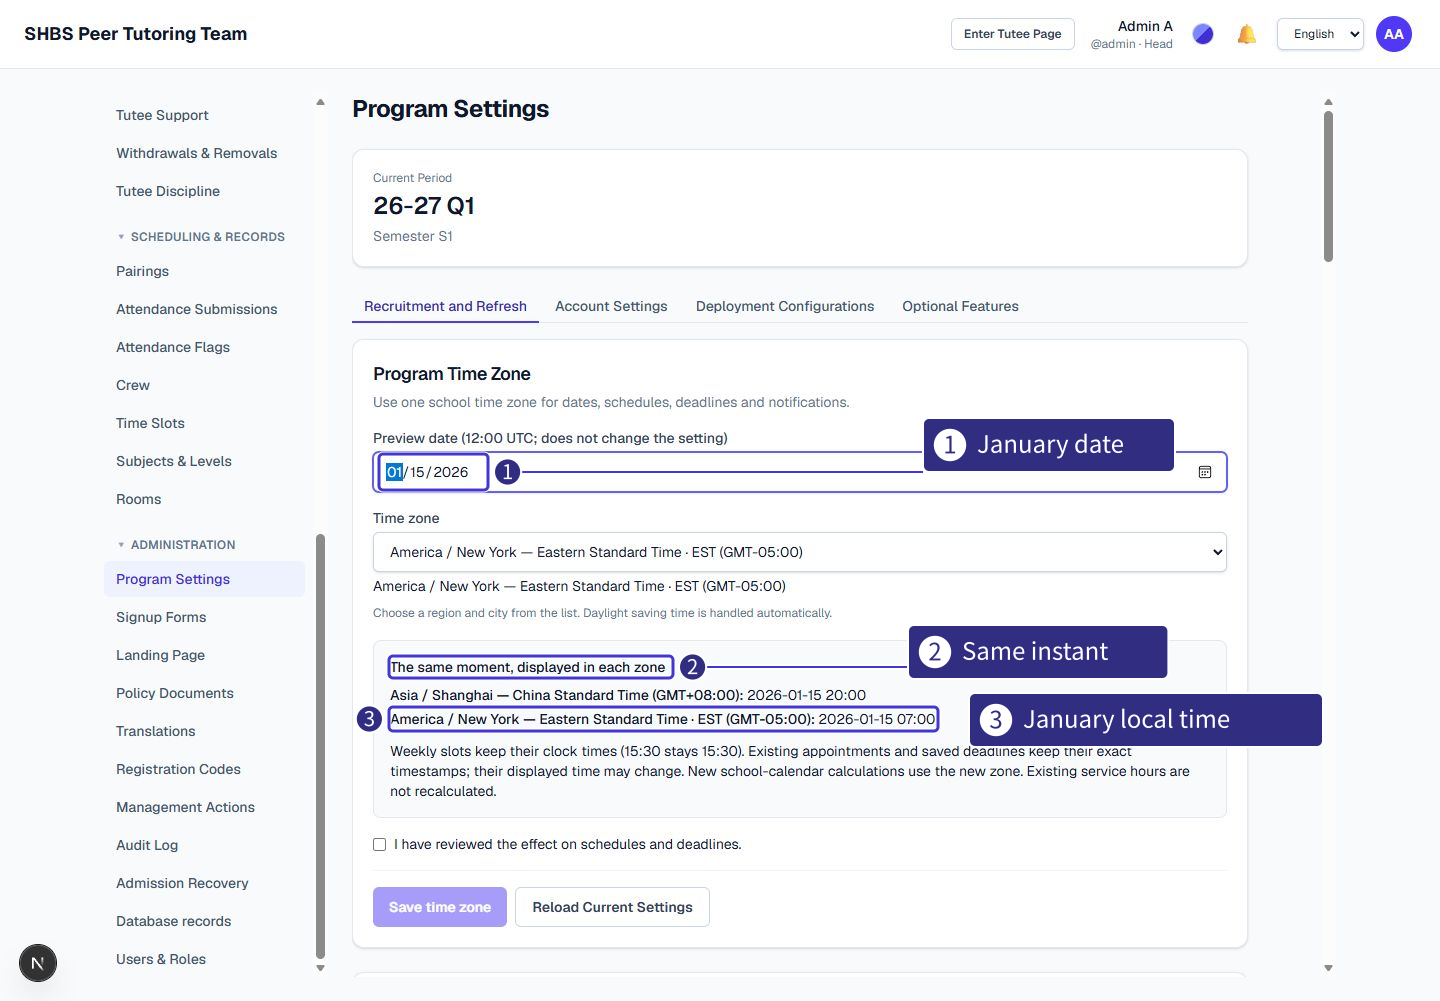 SHBS Peer Tutoring Team
Enter Tutee Page
Admin A
@admin · Head
English
AA
Tutee Support
Withdrawals & Removals
Tutee Discipline
SCHEDULING & RECORDS
Pairings
Attendance Submissions
Attendance Flags
Crew
Time Slots
Subjects & Levels
Rooms
ADMINISTRATION
Program Settings
Signup Forms
Landing Page
Policy Documents
Translations
Registration Codes
Management Actions
Audit Log
Admission Recovery
Database records
Users & Roles
N
Program Settings
Current Period
26-27 Q1
Semester S1
Recruitment and Refresh
Account Settings
Deployment Configurations
Optional Features
Program Time Zone
Use one school time zone for dates, schedules, deadlines and notifications.
Preview date (12:00 UTC; does not change the setting)
1 January date
01/15/2026 1
Time zone
America / New York — Eastern Standard Time · EST (GMT-05:00)
America / New York — Eastern Standard Time · EST (GMT-05:00)
Choose a region and city from the list. Daylight saving time is handled automatically.
The same moment, displayed in each zone 2
2 Same instant
Asia / Shanghai — China Standard Time (GMT+08:00): 2026-01-15 20:00
3 America / New York — Eastern Standard Time · EST (GMT-05:00): 2026-01-15 07:00
3 January local time
Weekly slots keep their clock times (15:30 stays 15:30). Existing appointments and saved deadlines keep their exact
timestamps; their displayed time may change. New school-calendar calculations use the new zone. Existing service hours are
not recalculated.
I have reviewed the effect on schedules and deadlines.
Save time zone
Reload Current Settings